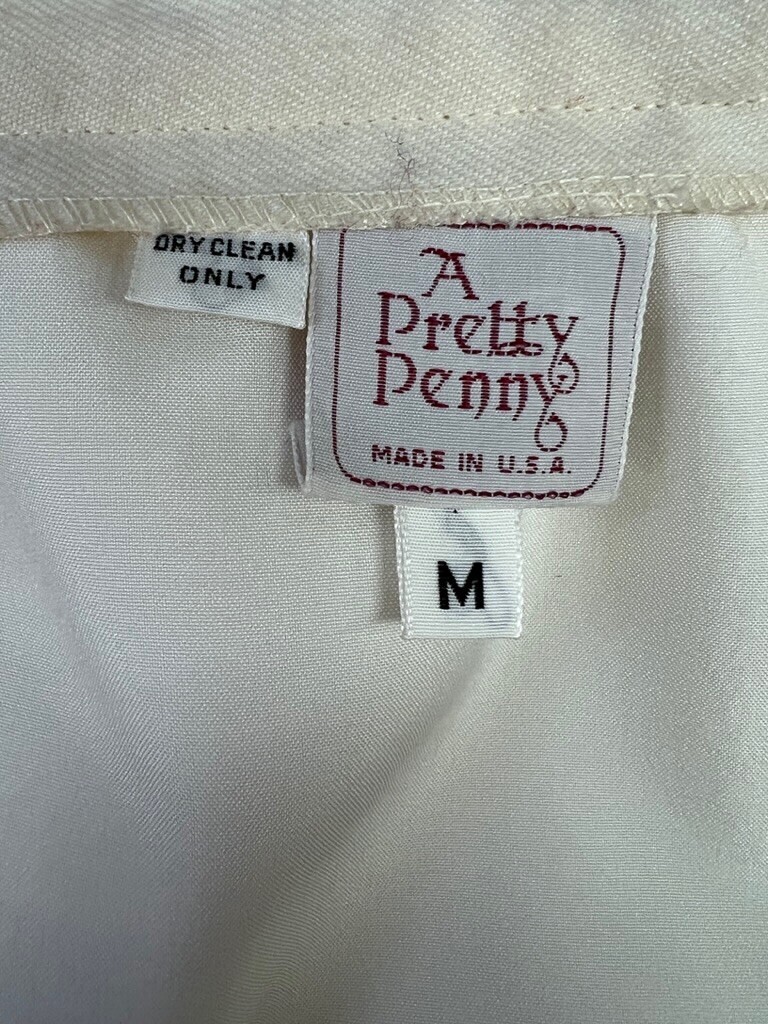 DRY CLEAN
ONLY
A
Pretty
Penny
MADE IN U.S.A.
M